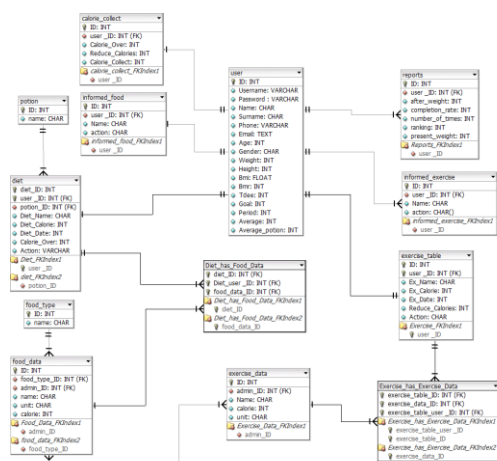 calorie_collect
ID: INT
user_ID: INT (FK)
Calorie_Over: INT
Reduce_Calories: INT
Calorie_Collect: INT
calorie_collect_FKIndex1
user_ID
user
ID: INT
Username: VARCHAR
Password : VARCHAR
Name: CHAR
Surname: CHAR
Phone: VARCHAR
Email: TEXT
Age: INT
Gender: CHAR
Weight: INT
Height: INT
Bmi: FLOAT
Bmr: INT
Tdee: INT
Goal: INT
Period: INT
Average: INT
Average_potion: INT
reports
ID: INT
user_ID: INT (FK)
after_weight: INT
completion_rate: INT
number_of_times: INT
ranking: INT
present_weight: INT
Reports_FKIndex1
user_ID
potion
ID: INT
name: CHAR
informed_food
ID: INT
user_ID: INT (FK)
Name: CHAR
action: CHAR
informed_food_FKIndex1
user_ID
informed_exercise
ID: INT
user_ID: INT (FK)
Name: CHAR
action: CHAR()
informed_exercise_FKIndex1
user_ID
diet
diet_ID: INT
user_ID: INT (FK)
potion_ID: INT (FK)
Diet_Name: CHAR
Diet_Calorie: INT
Diet_Date: INT
Calorie_Over: INT
Action: VARCHAR
Diet_FKIndex1
user_ID
diet_FKIndex2
potion_ID
Diet_has_Food_Data
diet_ID: INT (FK)
Diet_user_ID: INT (FK)
food_data_ID: INT (FK)
Diet_has_Food_Data_FKIndex1
diet_ID
Diet_has_Food_Data_FKIndex2
food_data_ID
exercise_table
ID: INT
user_ID: INT (FK)
Ex_Name: CHAR
Ex_Calorie: INT
Ex_Date: INT
Reduce_Calories: INT
Action: CHAR
Exercise_FKIndex1
user_ID
food_type
ID: INT
name: CHAR
food_data
ID: INT
food_type_ID: INT (FK)
admin_ID: INT (FK)
name: CHAR
unit: CHAR
calorie: INT
Food_Data_FKIndex1
admin_ID
food_data_FKIndex2
food_type_ID
exercise_data
ID: INT
admin_ID: INT (FK)
Name: CHAR
calorie: INT
unit: CHAR
Exercise_Data_FKIndex1
admin_ID
Exercise_has_Exercise_Data
exercise_table_ID: INT (FK)
exercise_data_ID: INT (FK)
exercise_table_user_ID: INT (FK)
Exercise_has_Exercise_Data_FKIndex1
exercise_table_user_ID
exercise_table_ID
Exercise_has_Exercise_Data_FKIndex2
exercise_data_ID